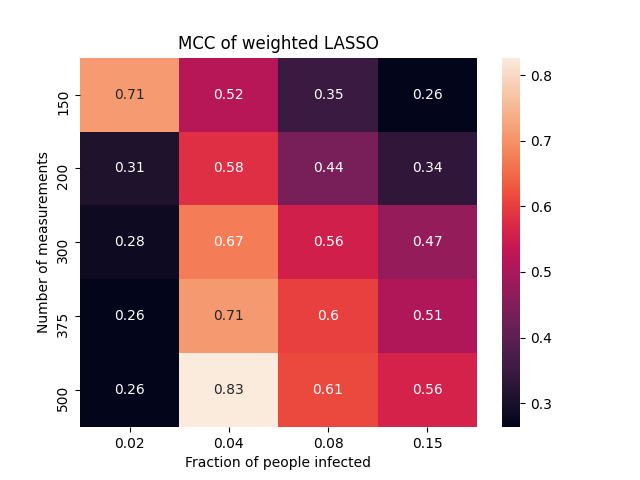 MCC of weighted LASSO
Number of measurements
150
200
300
375
500
0.71 0.52 0.35 0.26
0.31 0.58 0.44 0.34
0.28 0.67 0.56 0.47
0.26 0.71 0.6 0.51
0.26 0.83 0.61 0.56
0.02 0.04 0.08 0.15
Fraction of people infected
0.8
0.7
0.6
0.5
0.4
0.3